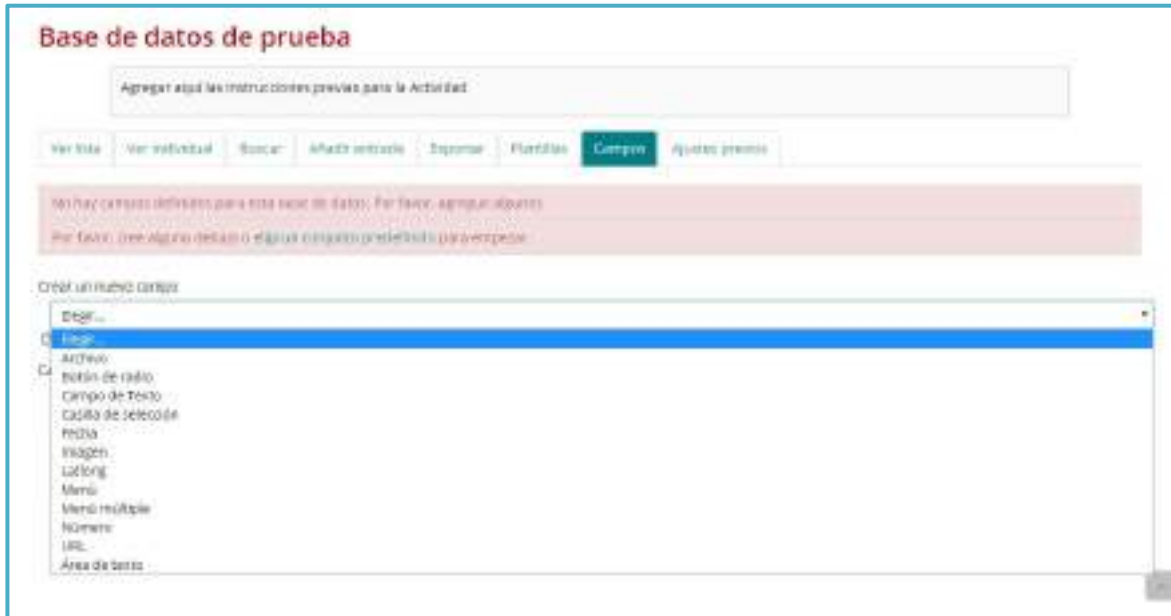 Base de datos de prueba
Agregar aquí las instrucciones previas para la Actividad
Ver lista Ver individual Buscar Añadir entrada Exportar Plantillas Campos Ajustes previos
No hay campos definidos para esta base de datos. Por favor, agregue algunos
Por favor, cree alguno debajo o elija un conjunto predefinido para empezar.
Crear un nuevo campo
Elegir...
Elegir...
Archivo
Botón de radio
Campo de Texto
Casilla de selección
Fecha
Imagen
Latlong
Menú
Menú múltiple
Número
URL
Área de texto